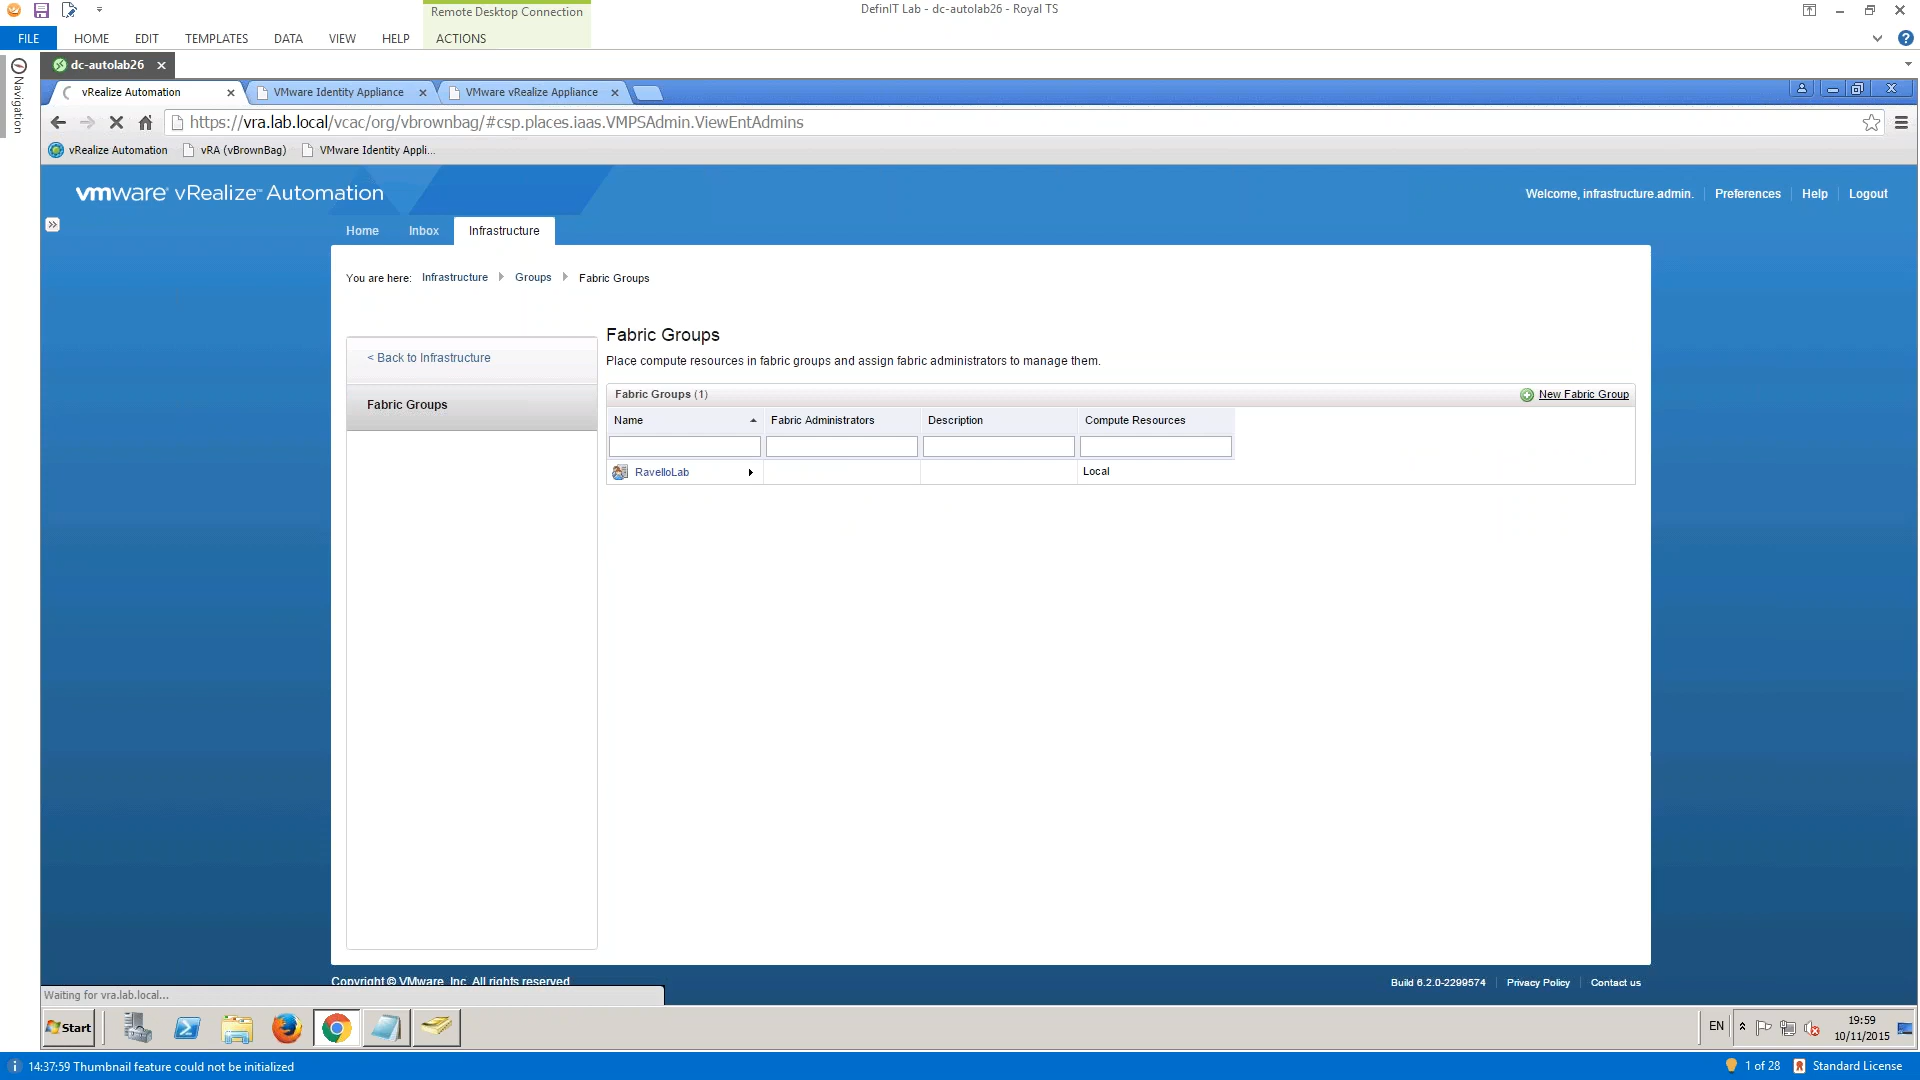 Remote Desktop Connection
DefinIT Lab - dc-autolab26 - Royal TS
FILE HOME EDIT TEMPLATES DATA VIEW HELP ACTIONS
Navigation
dc-autolab26
vRealize Automation VMware Identity Appliance VMware vRealize Appliance
https://vra.lab.local/vcac/org/vbrownbag/#csp.places.iaas.VMPSAdmin.ViewEntAdmins
vRealize Automation vRA (vBrownBag) VMware Identity Appli...
vmware vRealize™ Automation
Welcome, infrastructure.admin. Preferences Help Logout
Home Inbox Infrastructure
You are here: Infrastructure Groups Fabric Groups
< Back to Infrastructure
Fabric Groups
Fabric Groups
Place compute resources in fabric groups and assign fabric administrators to manage them.
Fabric Groups (1) New Fabric Group
Name Fabric Administrators Description Compute Resources
RavelloLab Local
Copyright © VMware, Inc. All rights reserved
Build 6.2.0-2299574 Privacy Policy Contact us
Waiting for vra.lab.local...
Start
EN
19:59
10/11/2015
14:37:59 Thumbnail feature could not be initialized
1 of 28 Standard License